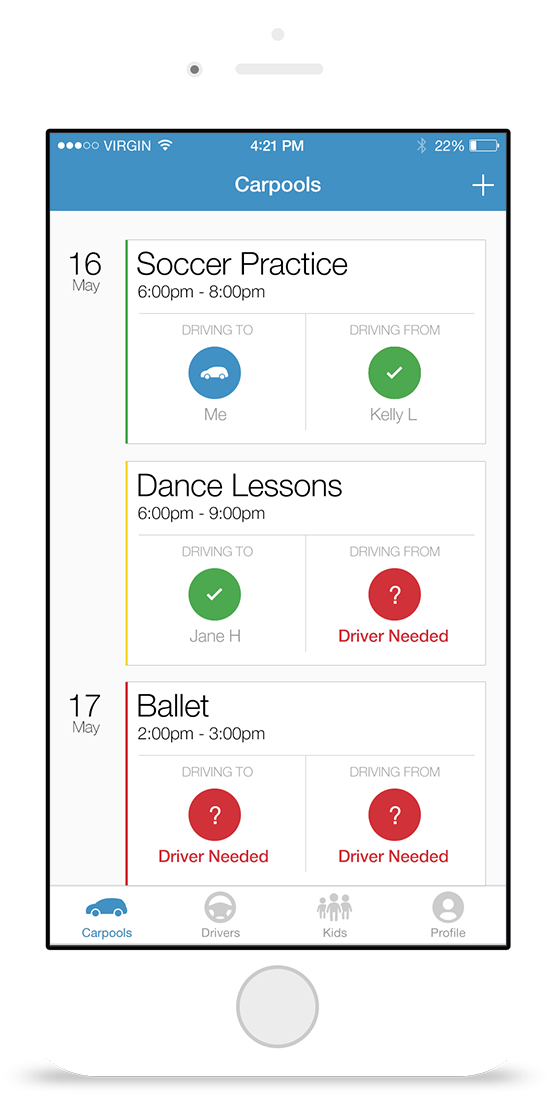 VIRGIN 4:21 PM 22%
Carpools
16
May
Soccer Practice
6:00pm - 8:00pm
DRIVING TO
Me
DRIVING FROM
Kelly L
Dance Lessons
6:00pm - 9:00pm
DRIVING TO
Jane H
DRIVING FROM
?
Driver Needed
17
May
Ballet
2:00pm - 3:00pm
DRIVING TO
?
Driver Needed
DRIVING FROM
?
Driver Needed
Carpools Drivers Kids Profile